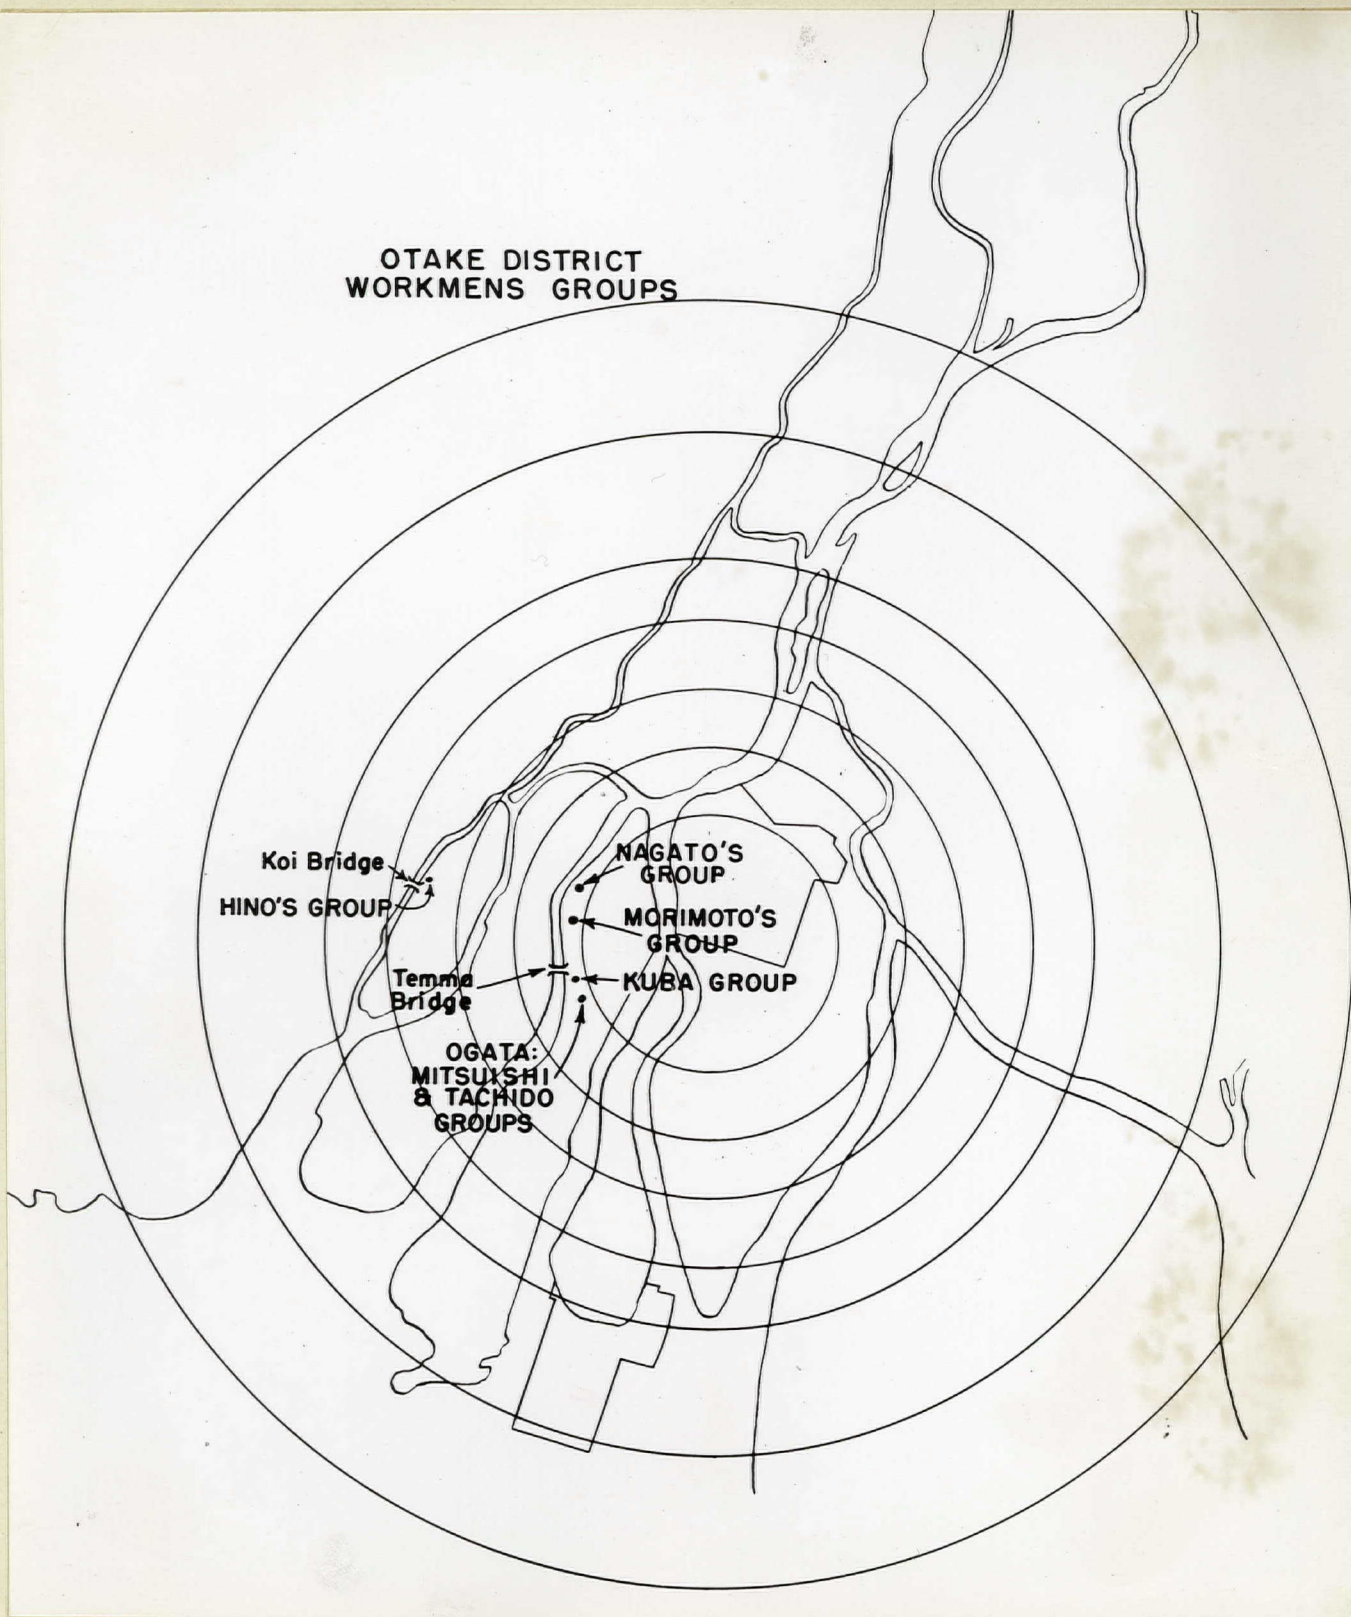 OTAKE DISTRICT
WORKMENS GROUPS
Koi Bridge
HINO'S GROUP
NAGATO'S
GROUP
MORIMOTO'S
GROUP
Temma
Bridge
KUBA GROUP
OGATA:
MITSUISHI
& TACHIDO
GROUPS